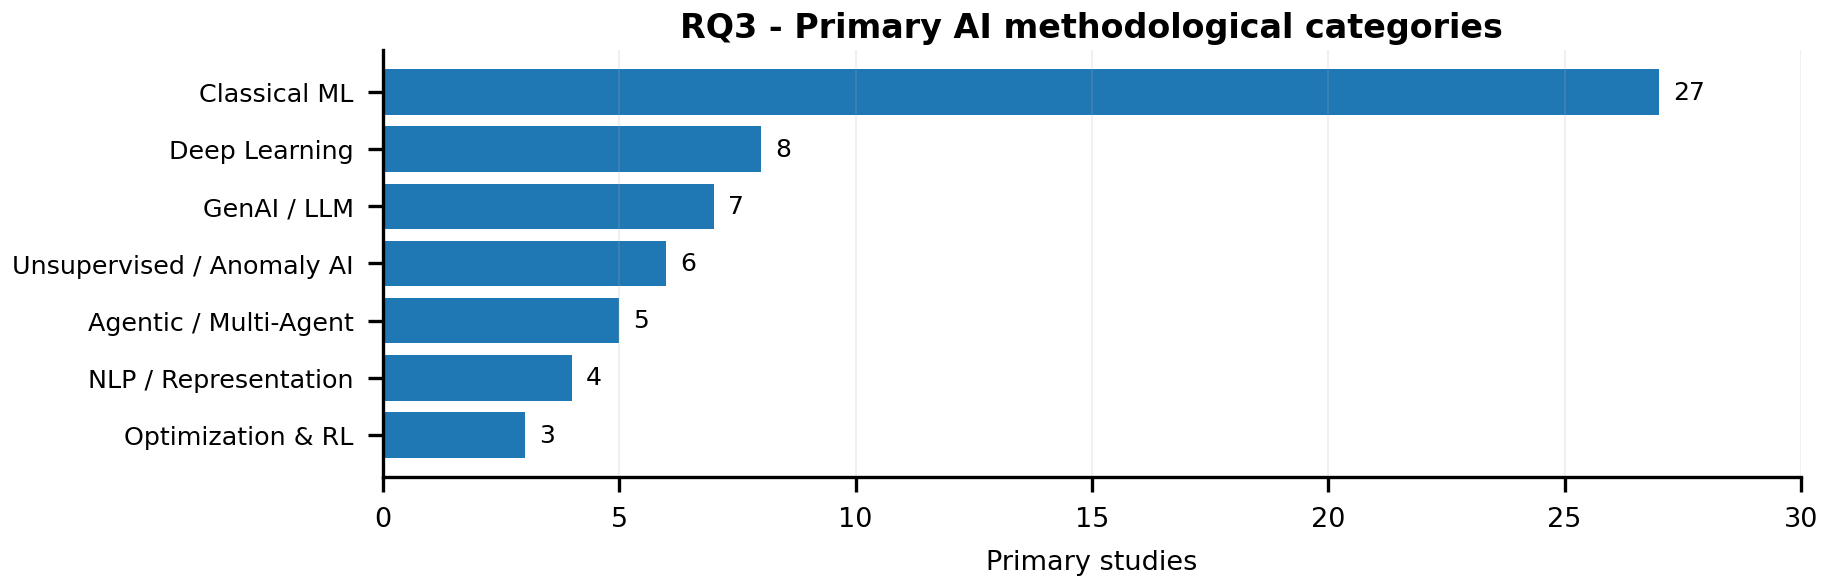 RQ3 - Primary AI methodological categories
Classical ML 27
Deep Learning 8
GenAI / LLM 7
Unsupervised / Anomaly AI 6
Agentic / Multi-Agent 5
NLP / Representation 4
Optimization & RL 3
0 5 10 15 20 25 30
Primary studies